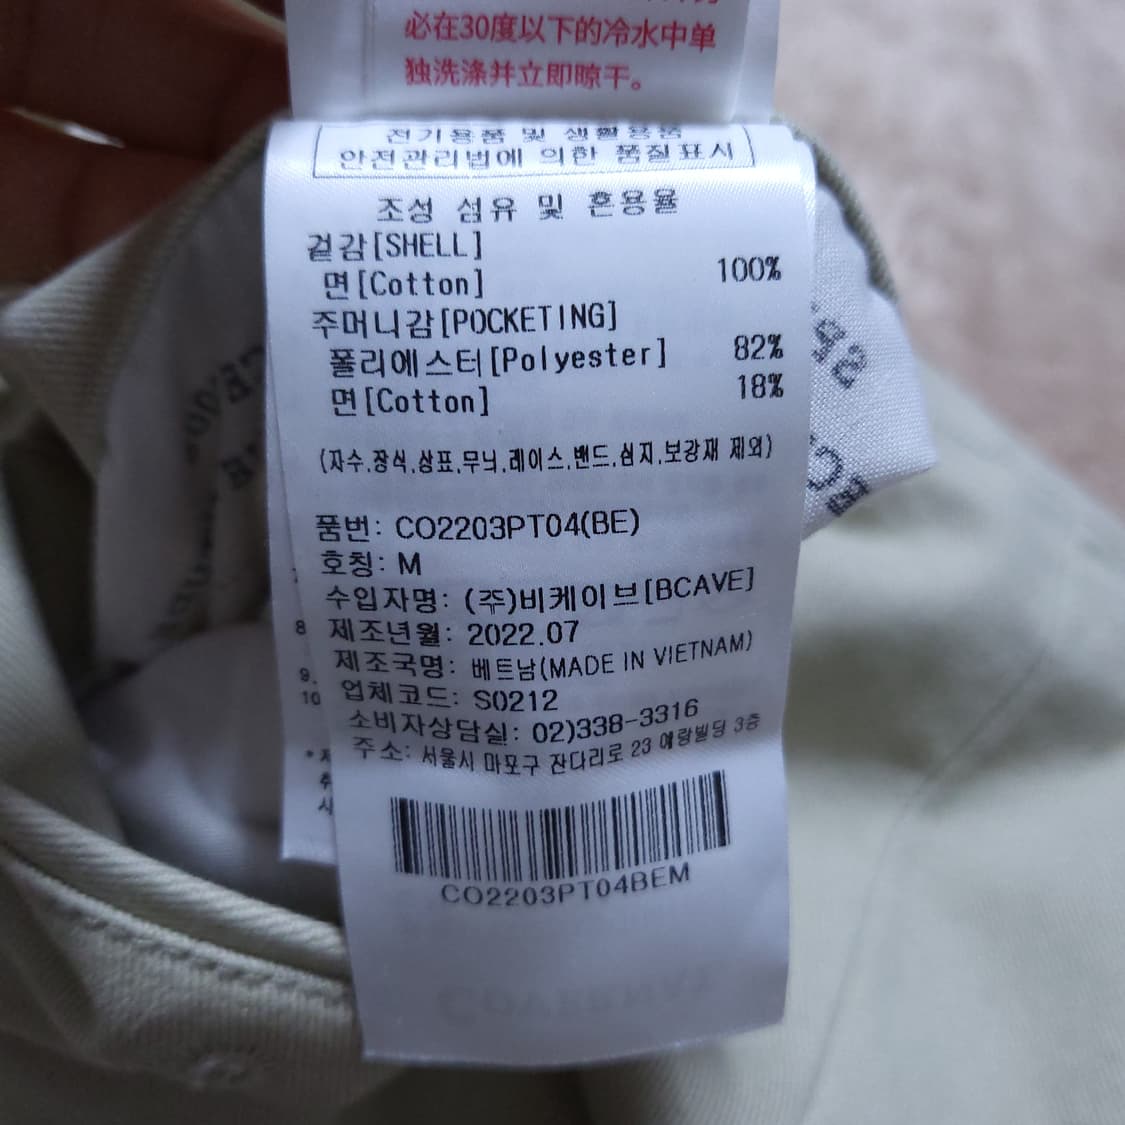 必在30度以下的冷水中单
独洗涤并立即晾干。
전기용품 및 생활용품
안전관리법에 의한 품질표시
조성 섬유 및 혼용율
겉감[SHELL]
면[Cotton] 100%
주머니감[POCKETING]
폴리에스터[Polyester] 82%
면[Cotton] 18%
(자수,장식,상표,무늬,레이스,밴드,심지,보강재 제외)
품번: CO2203PT04(BE)
호칭: M
수입자명: (주)비케이브[BCAVE]
제조년월: 2022.07
제조국명: 베트남(MADE IN VIETNAM)
업체코드: S0212
소비자상담실: 02)338-3316
주소: 서울시 마포구 잔다리로 23 에랑빌딩 3층
CO2203PT04BEM
8
9.
10